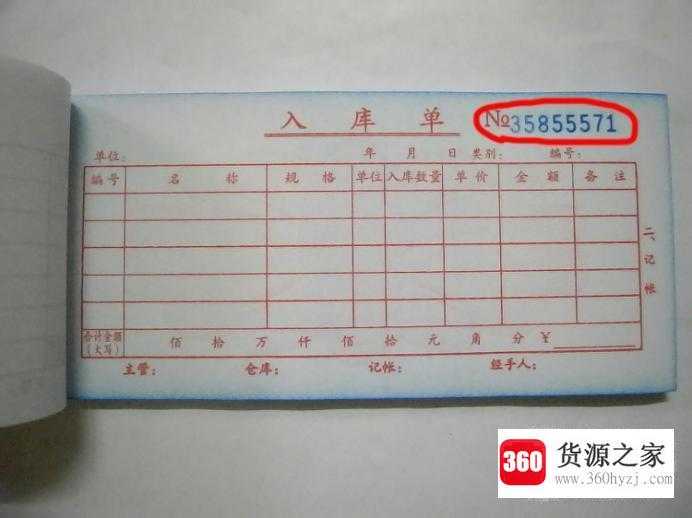 入库单 №35855571
单位: 年 月 日 类别: 编号:
编号 名称 规格 单位 入库数量 单价 金额 备注
二、记帐
合计金额(大写) 佰 拾 万 仟 佰 拾 元 角 分 ¥
主管: 仓库: 记帐: 经手人:
360 货源之家
www.360hyzj.com